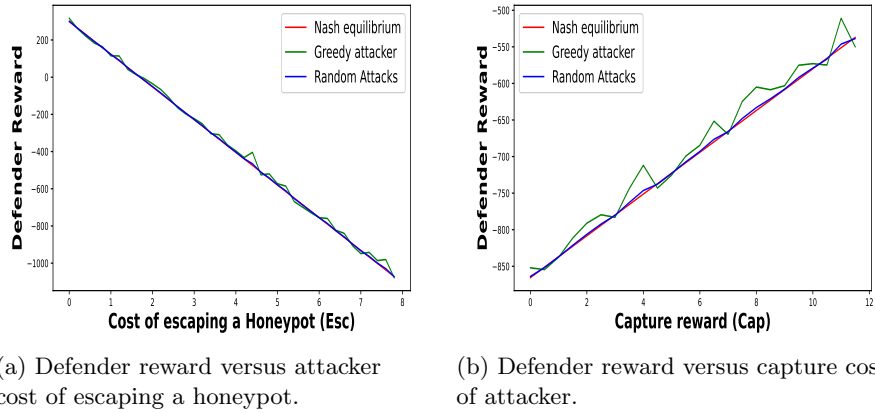 Nash equilibrium
Greedy attacker
Random Attacks
Defender Reward
200
0
−200
−400
−600
−800
−1000
0 1 2 3 4 5 6 7 8
Cost of escaping a Honeypot (Esc)
(a) Defender reward versus attacker
cost of escaping a honeypot.
Nash equilibrium
Greedy attacker
Random Attacks
Defender Reward
−500
−550
−600
−650
−700
−750
−800
−850
0 2 4 6 8 10 12
Capture reward (Cap)
(b) Defender reward versus capture cos
of attacker.